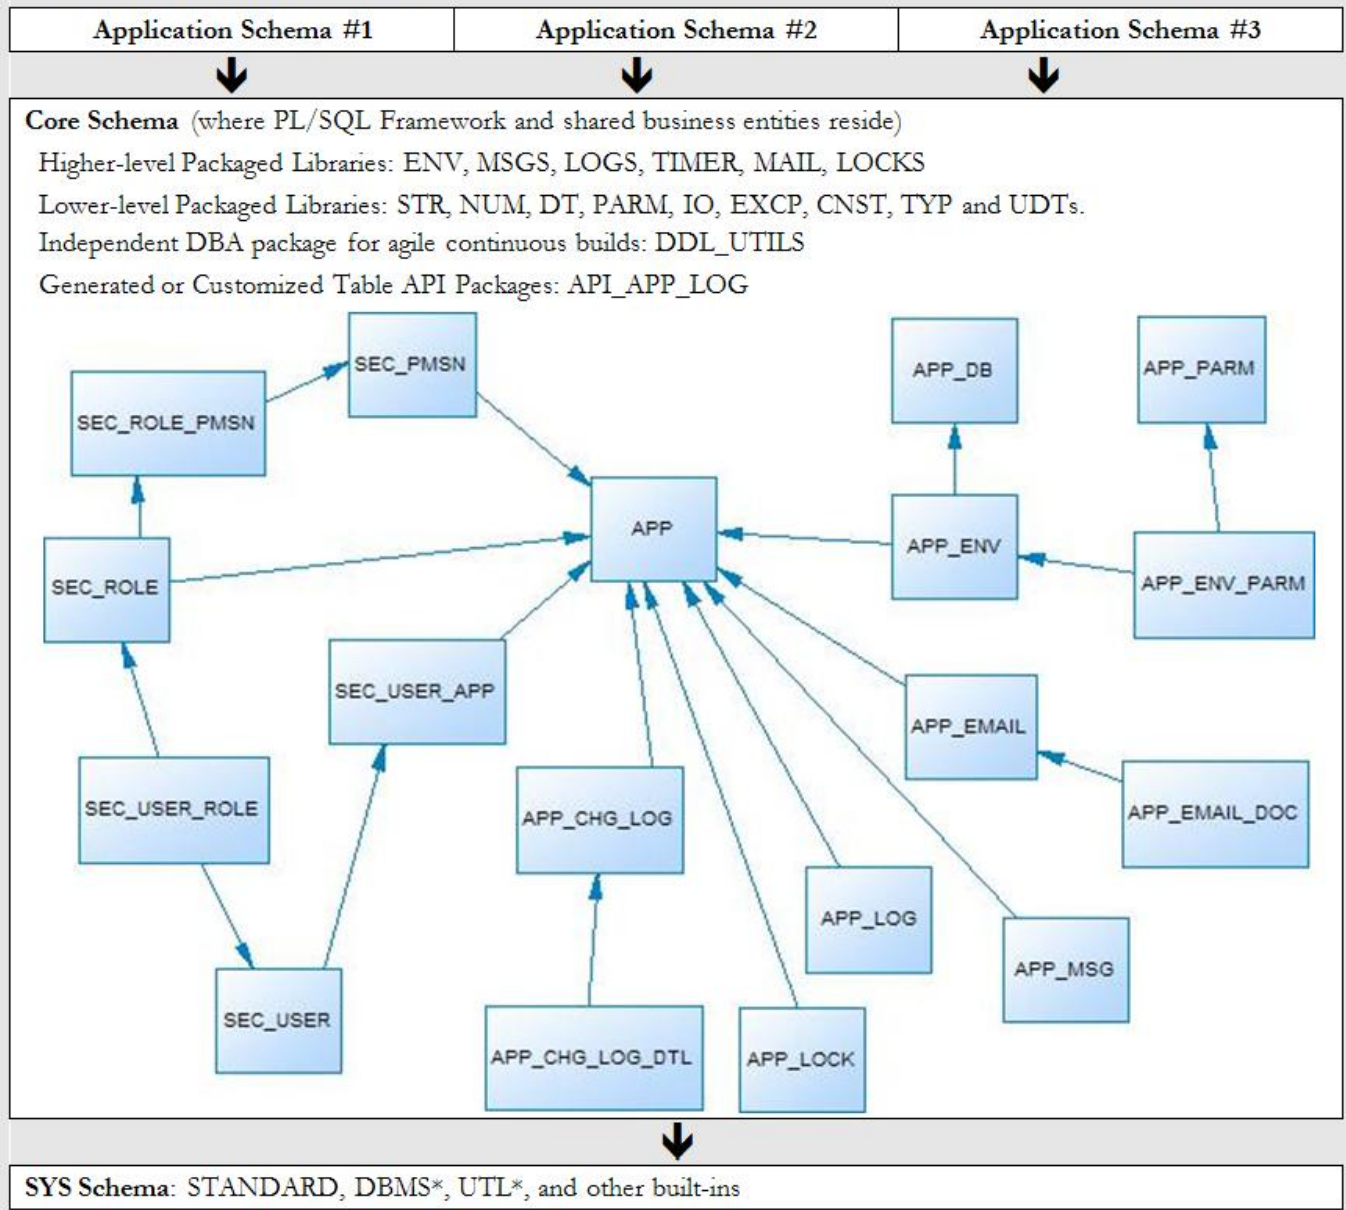 Application Schema #1
Application Schema #2
Application Schema #3
Core Schema (where PL/SQL Framework and shared business entities reside)
Higher-level Packaged Libraries: ENV, MSGS, LOGS, TIMER, MAIL, LOCKS
Lower-level Packaged Libraries: STR, NUM, DT, PARM, IO, EXCP, CNST, TYP and UDTs.
Independent DBA package for agile continuous builds: DDL_UTILS
Generated or Customized Table API Packages: API_APP_LOG
SEC_PMSN
APP_DB
APP_PARM
SEC_ROLE_PMSN
APP
APP_ENV
SEC_ROLE
APP_ENV_PARM
SEC_USER_APP
APP_EMAIL
SEC_USER_ROLE
APP_CHG_LOG
APP_EMAIL_DOC
APP_LOG
APP_MSG
SEC_USER
APP_CHG_LOG_DTL
APP_LOCK
SYS Schema: STANDARD, DBMS*, UTL*, and other built-ins